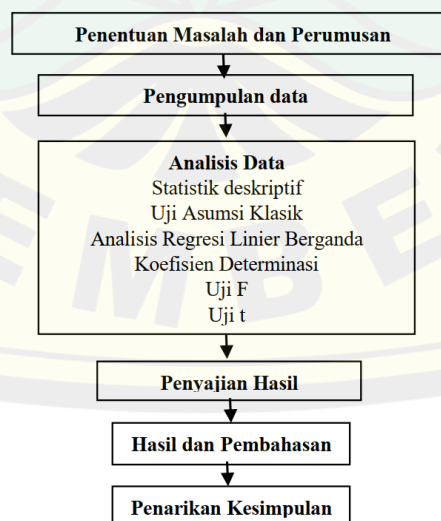 Penentuan Masalah dan Perumusan
Pengumpulan data
Analisis Data
Statistik deskriptif
Uji Asumsi Klasik
Analisis Regresi Linier Berganda
Koefisien Determinasi
Uji F
Uji t
Penyajian Hasil
Hasil dan Pembahasan
Penarikan Kesimpulan